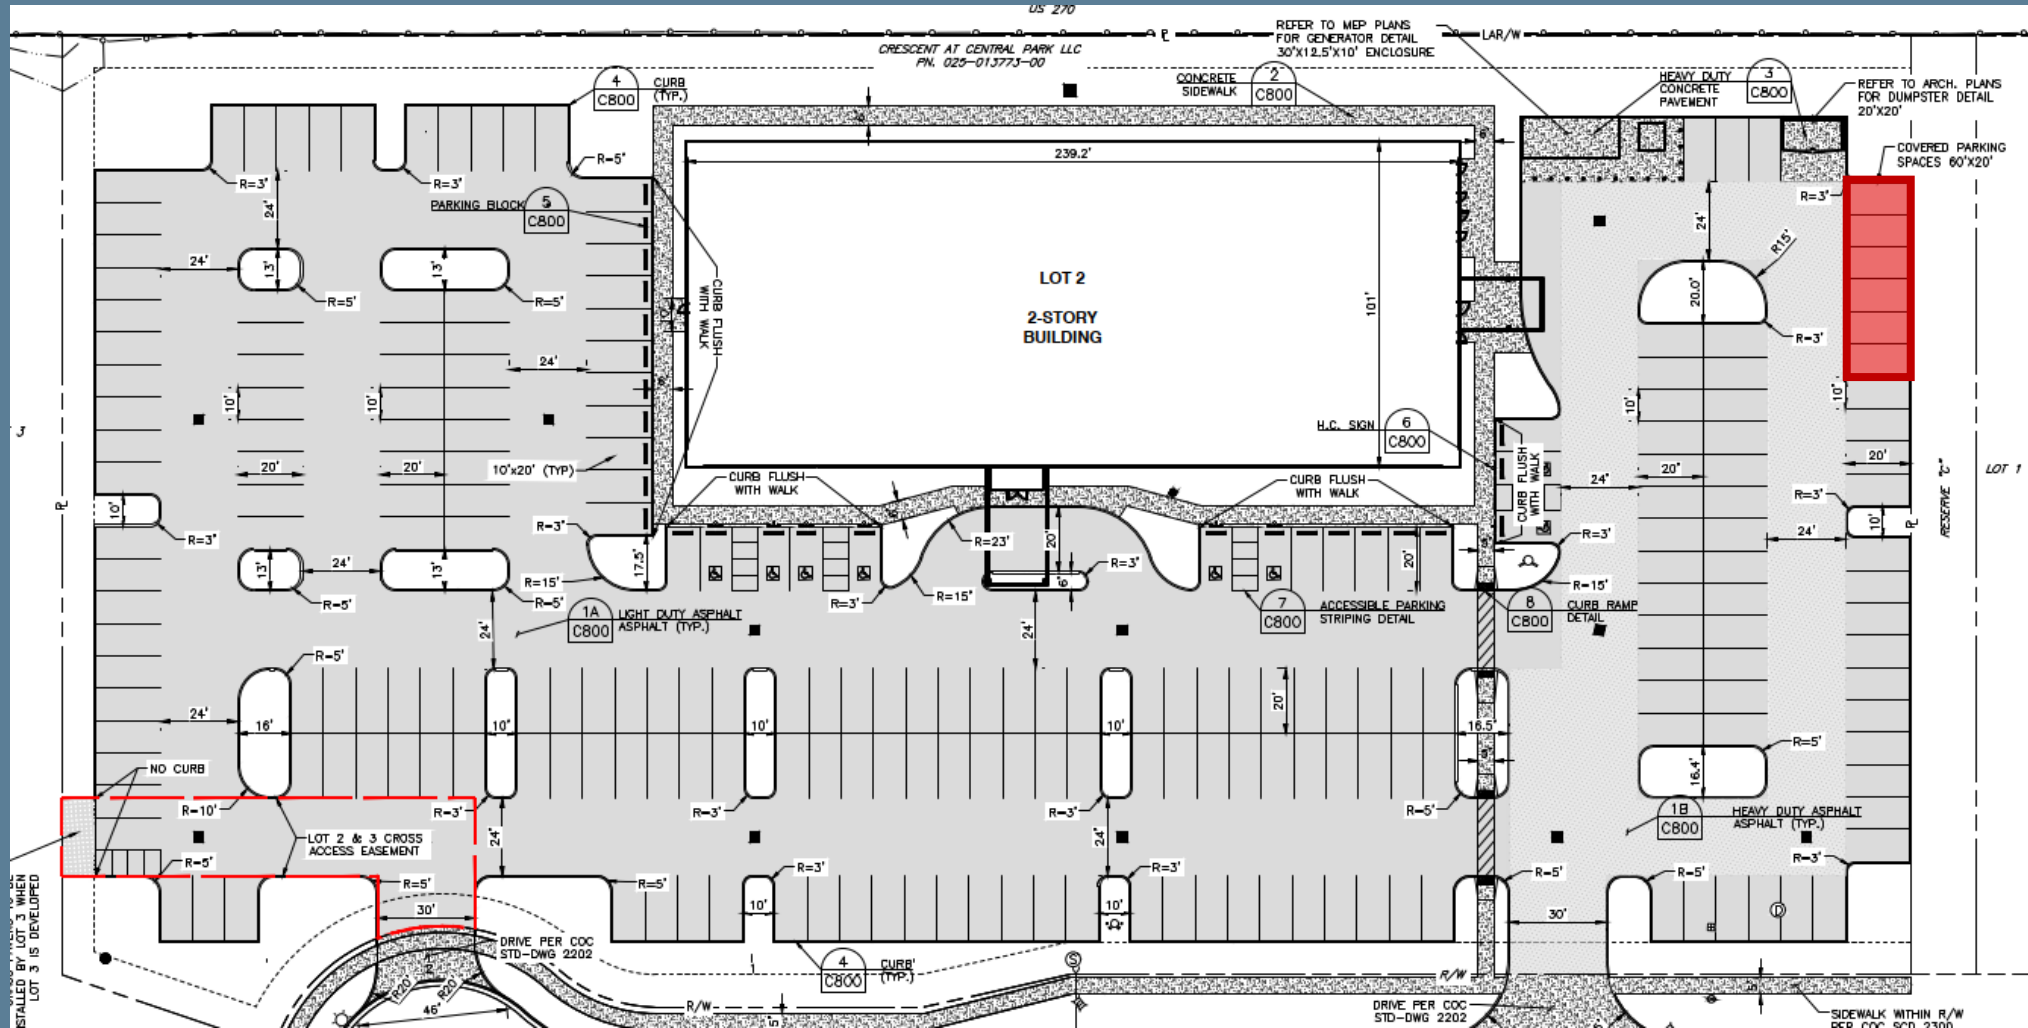 US 270
REFER TO MEP PLANS
FOR GENERATOR DETAIL
30'X12.5'X10' ENCLOSURE
LAR/W
CRESCENT AT CENTRAL PARK LLC
PN. 025-013773-00
4
C800
CURB
(TYP.)
CONCRETE
SIDEWALK
2
C800
HEAVY DUTY
CONCRETE
PAVEMENT
3
C800
REFER TO ARCH. PLANS
FOR DUMPSTER DETAIL
20'X20'
COVERED PARKING
SPACES 60'X20'
R=5'
239.2'
R=3'
R=3'
R=3'
PARKING BLOCK
5
C800
24'
24'
R15'
24'
13'
13'
R=5'
R=5'
LOT 2
2-STORY
BUILDING
101'
20.0'
R=3'
CURB FLUSH
WITH WALK
24'
10'
10'
10'
10'
H.C. SIGN
6
C800
3
20'
20'
10'x20' (TYP)
CURB FLUSH
WITH WALK
CURB FLUSH
WITH WALK
CURB FLUSH
WITH WALK
24'
20"
20'
LOT 1
RESERVE "C"
10'
R=3"
R=3"
R=3'
10'
R=23'
20'
R=3'
24'
13'
24'
13'
17.5'
R=15'
R=3"
6'
20'
R=15'
R=5'
R=5'
R=3'
R=15"
1A
C800
LIGHT DUTY ASPHALT
ASPHALT (TYP.)
7
C800
ACCESSIBLE PARKING
STRIPING DETAIL
8
C800
CURB RAMP
DETAIL
24'
24'
R=5'
20'
24'
16'
10'
10'
10'
16.5'
R=5'
NO CURB
16.4'
R=10'
R=3'
R=3'
R=3'
R=5'
1B
C800
HEAVY DUTY ASPHALT
ASPHALT (TYP.)
LOT 2 & 3 CROSS
ACCESS EASEMENT
24"
24"
R=5'
R=3'
R=3'
R=3'
R=5'
R=5'
R=5'
R=5'
30'
10'
10'
30'
D
INSTALLED BY LOT 3 WHEN
LOT 3 IS DEVELOPED
DRIVE PER COC
STD-DWG 2202
4
C800
CURB'
(TYP.)
S
R/W
R20'
R20'
R/W
46'
DRIVE PER COC
STD-DWG 2202
SIDEWALK WITHIN R/W
PER COC SCD 2300